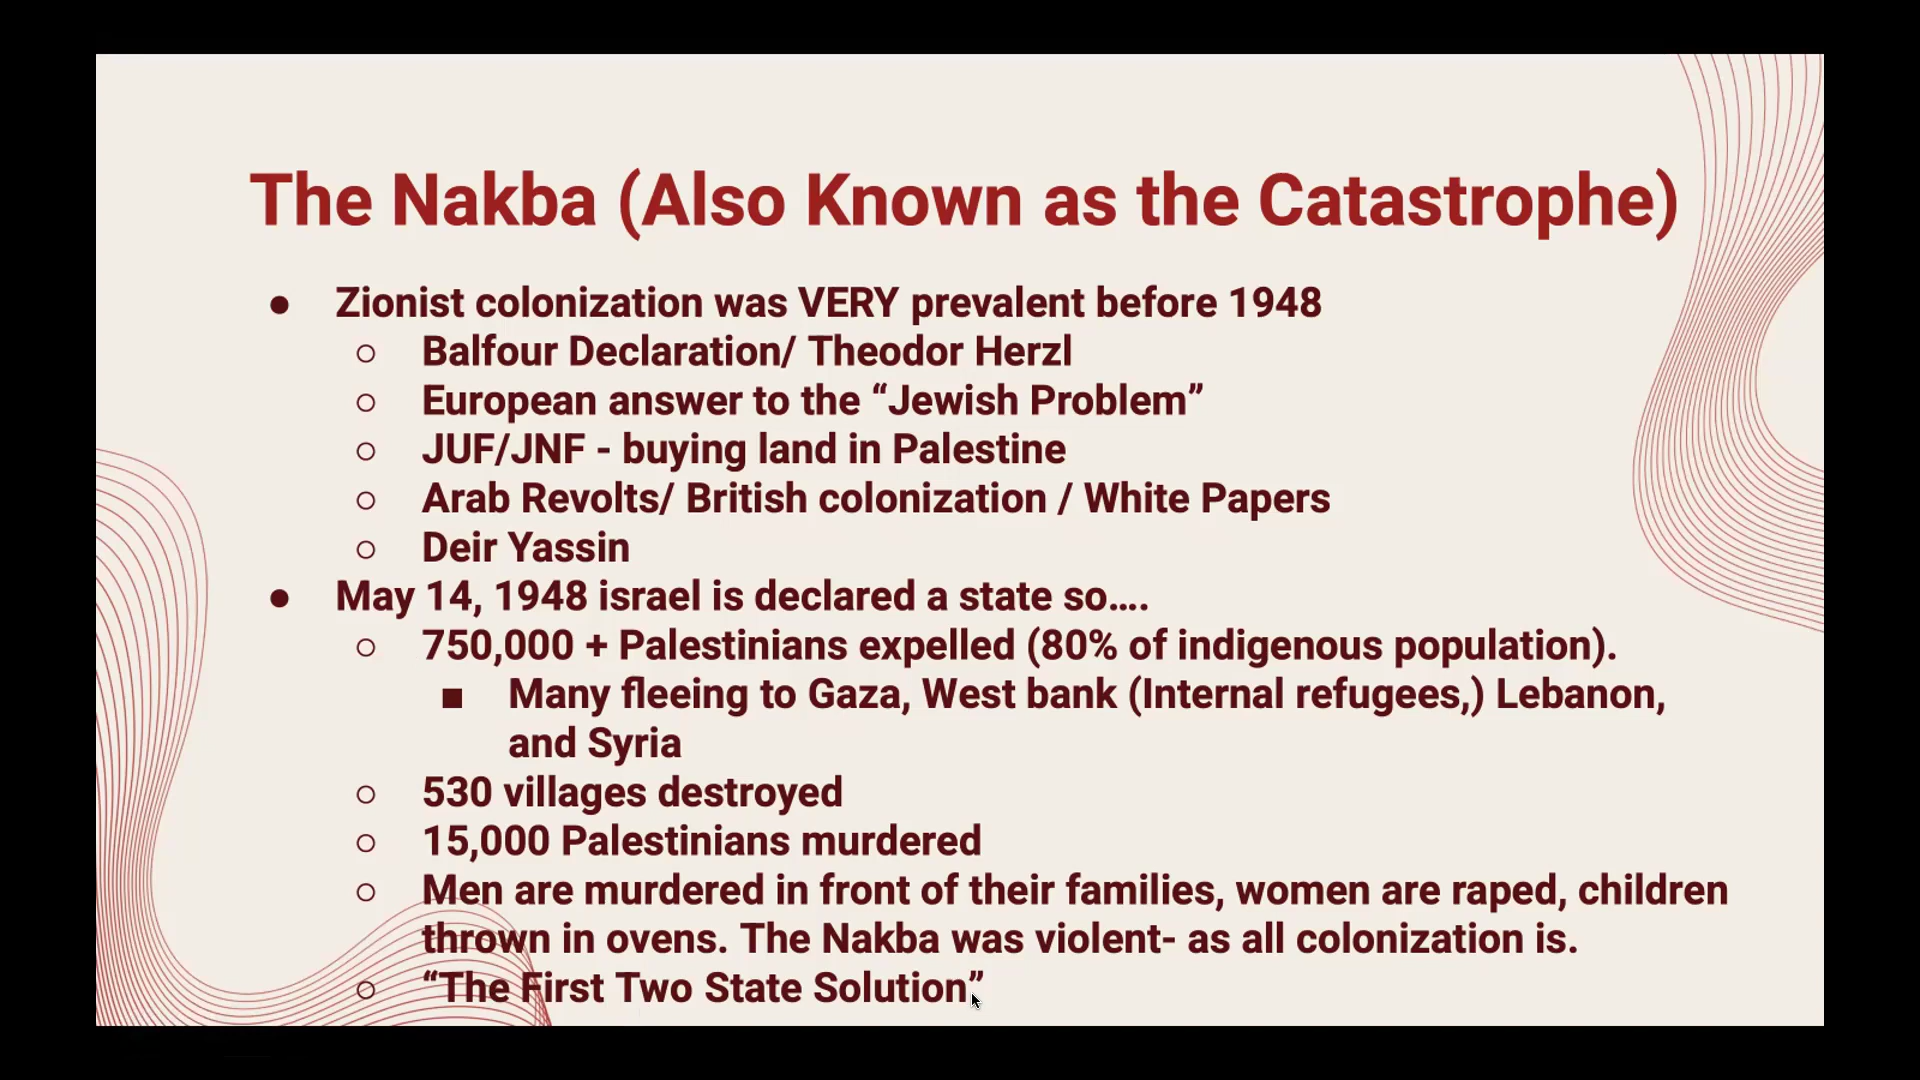 The Nakba (Also Known as the Catastrophe)
● Zionist colonization was VERY prevalent before 1948
○ Balfour Declaration/ Theodor Herzl
○ European answer to the “Jewish Problem”
○ JUF/JNF - buying land in Palestine
○ Arab Revolts/ British colonization / White Papers
○ Deir Yassin
● May 14, 1948 israel is declared a state so….
○ 750,000 + Palestinians expelled (80% of indigenous population).
■ Many fleeing to Gaza, West bank (Internal refugees,) Lebanon,
and Syria
○ 530 villages destroyed
○ 15,000 Palestinians murdered
○ Men are murdered in front of their families, women are raped, children
thrown in ovens. The Nakba was violent- as all colonization is.
○ “The First Two State Solution”